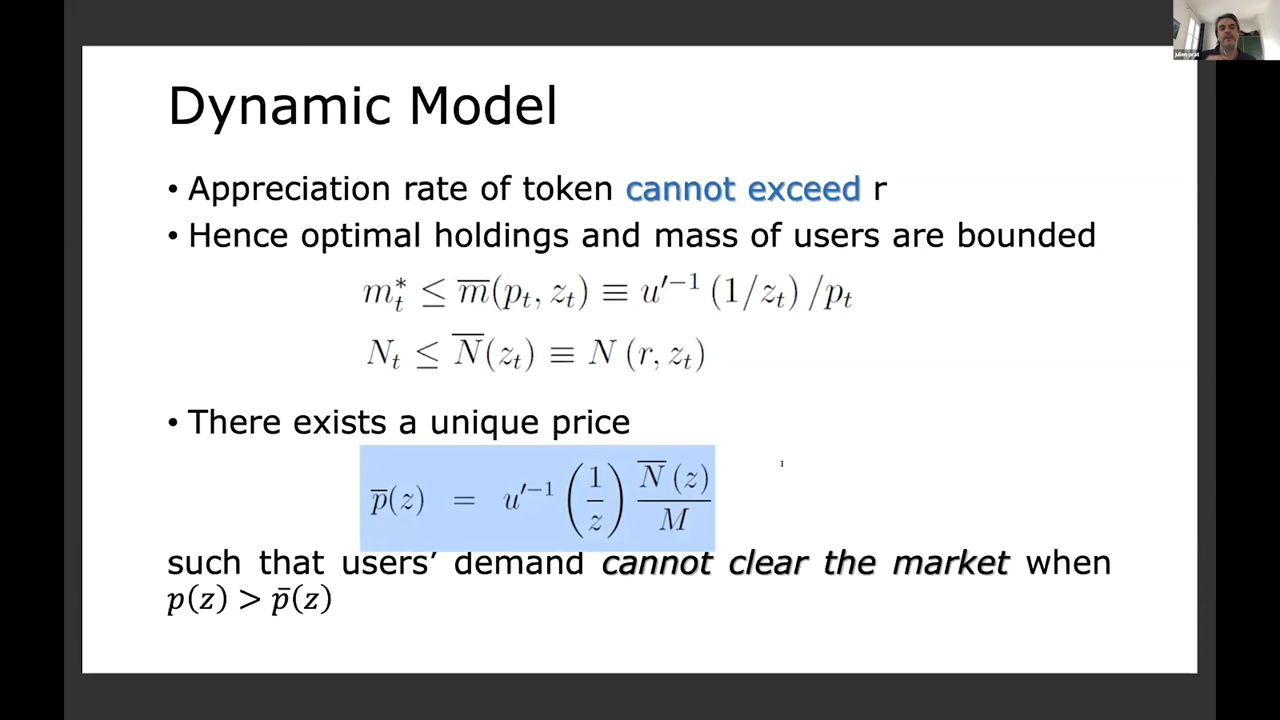 Dynamic Model
• Appreciation rate of token cannot exceed r
• Hence optimal holdings and mass of users are bounded
m*_t ≤ m̅(p_t, z_t) ≡ u′⁻¹ (1/z_t) /p_t
N_t ≤ N̅(z_t) ≡ N (r, z_t)
• There exists a unique price
p̅(z) = u′⁻¹ (1/z) N̅(z)/M
such that users’ demand cannot clear the market when
p(z) > p̅(z)